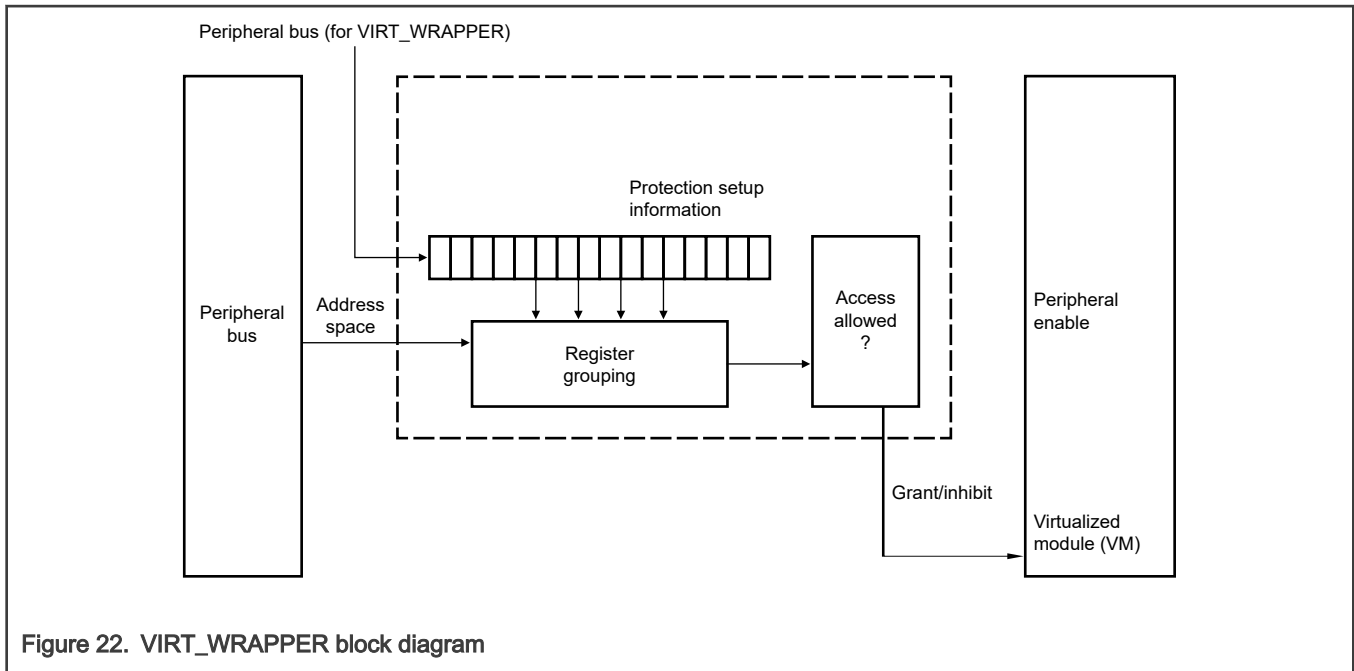 Peripheral bus (for VIRT_WRAPPER)
Protection setup
information
Peripheral
bus
Address
space
Register
grouping
Access
allowed
?
Peripheral
enable
Grant/inhibit
Virtualized
module (VM)
Figure 22. VIRT_WRAPPER block diagram